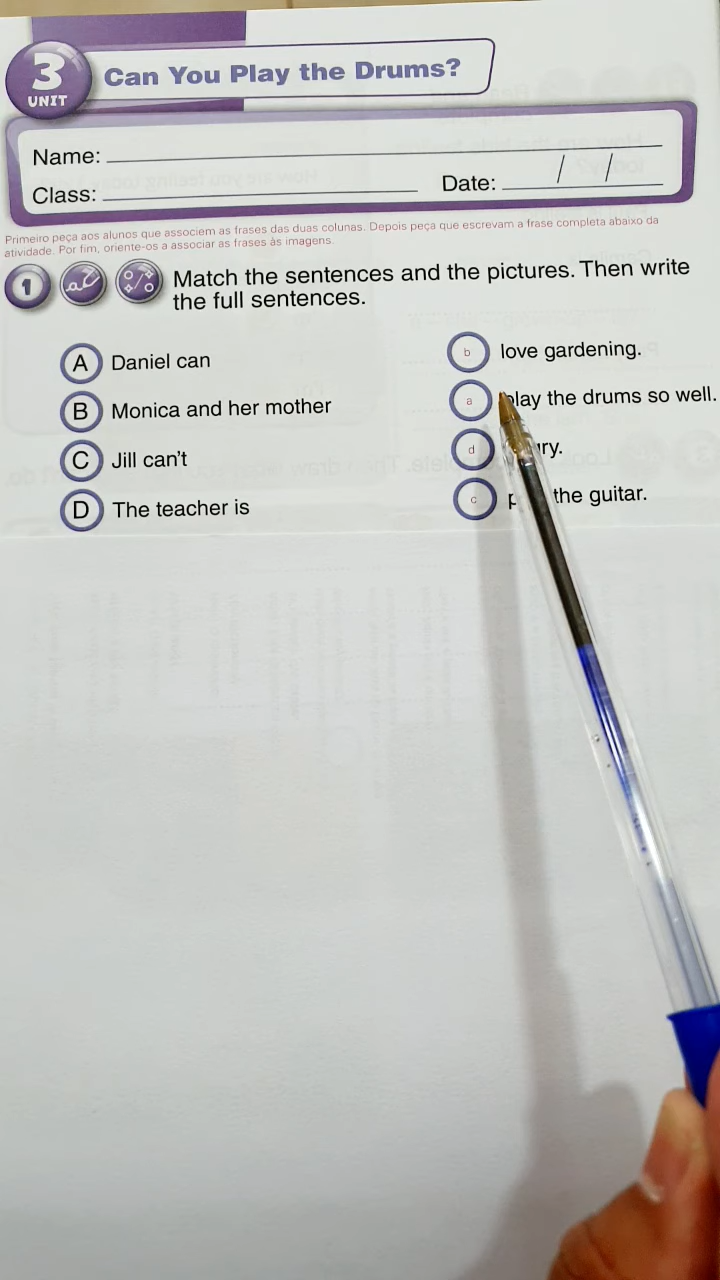 3
UNIT
Can You Play the Drums?
Name:
Class:
Date: / /
Primeiro peça aos alunos que associem as frases das duas colunas. Depois peça que escrevam a frase completa abaixo da
atividade. Por fim, oriente-os a associar as frases às imagens.
1 Match the sentences and the pictures. Then write
the full sentences.
A Daniel can
B Monica and her mother
C Jill can't
D The teacher is
b love gardening.
a play the drums so well.
d
c the guitar.